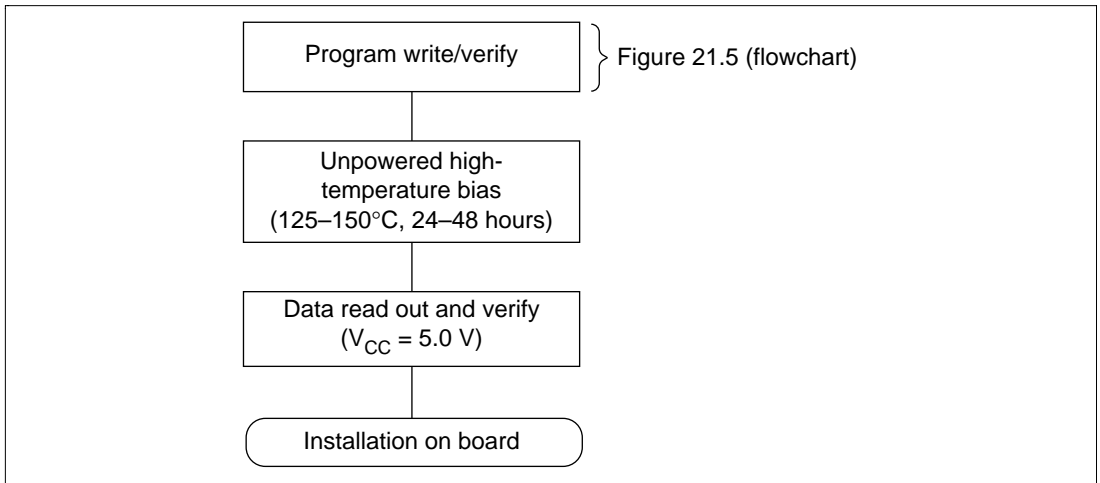 Program write/verify
Figure 21.5 (flowchart)
Unpowered high-
temperature bias
(125–150°C, 24–48 hours)
Data read out and verify
(VCC = 5.0 V)
Installation on board